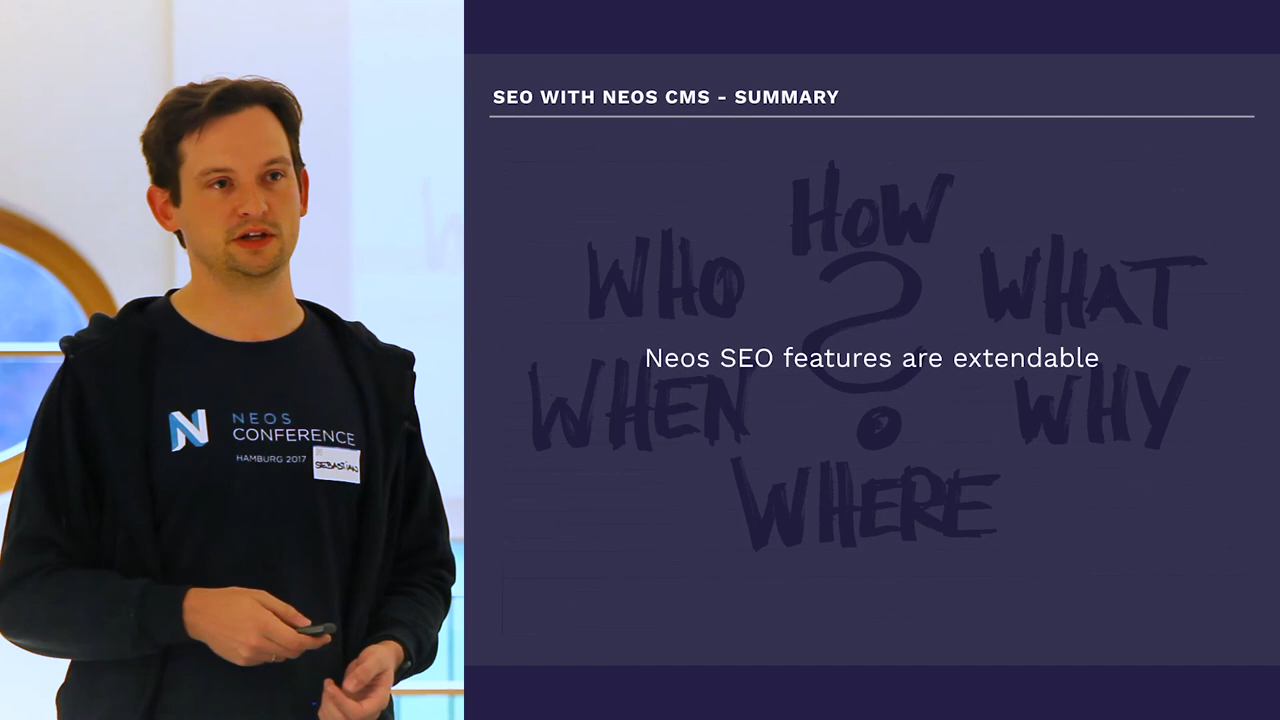 NEOS
CONFERENCE
HAMBURG 2017
SEBASTIAN
SEO WITH NEOS CMS - SUMMARY
HOW
WHO
?
WHAT
Neos SEO features are extendable
WHEN
WHY
WHERE